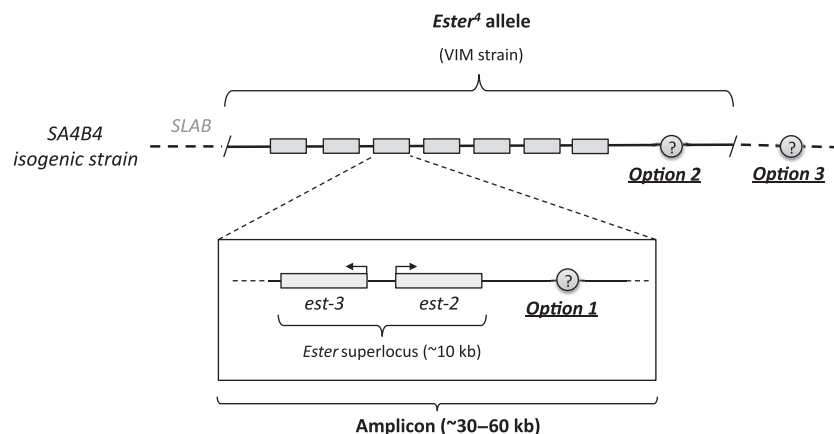 Ester⁴ allele
(VIM strain)
SA4B4
isogenic strain
SLAB
?
?
Option 2
Option 3
?
est-3
est-2
Option 1
Ester superlocus (~10 kb)
Amplicon (~30–60 kb)